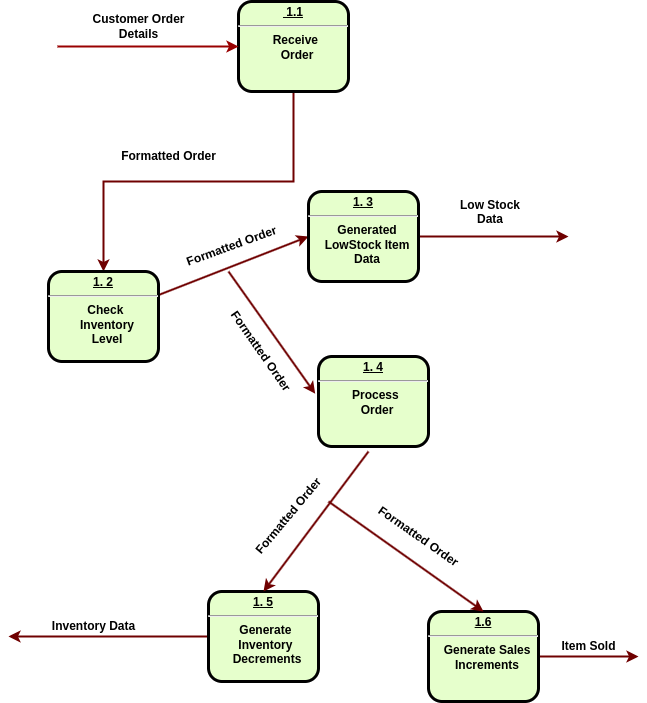 Customer Order
Details
1.1
Receive
Order
Formatted Order
1. 3
Generated
LowStock Item
Data
Low Stock
Data
Formatted Order
1. 2
Check
Inventory
Level
Formatted Order
1. 4
Process
Order
Formatted Order
Formatted Order
1. 5
Generate
Inventory
Decrements
Inventory Data
1.6
Generate Sales
Increments
Item Sold